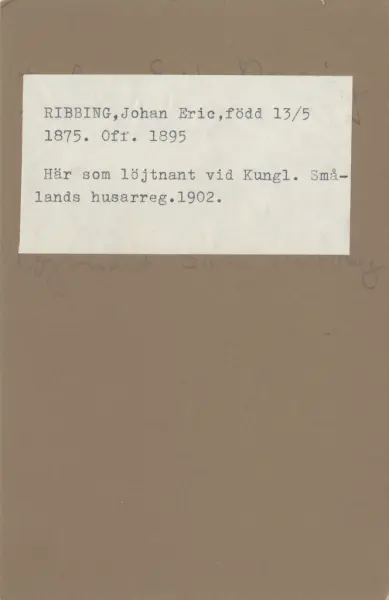 RIBBING,Johan Eric,född 13/5
1875. Ofr. 1895
Här som löjtnant vid Kungl. Små-
lands husarreg.1902.